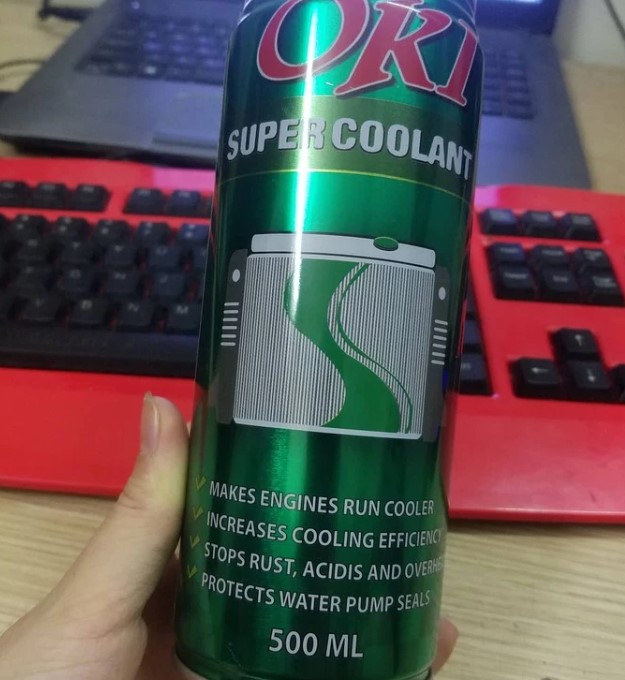 OKI
SUPER COOLANT
MAKES ENGINES RUN COOLER
INCREASES COOLING EFFICIENCY
STOPS RUST, ACIDIS AND
PROTECTS WATER PUMP SEALS
500 ML